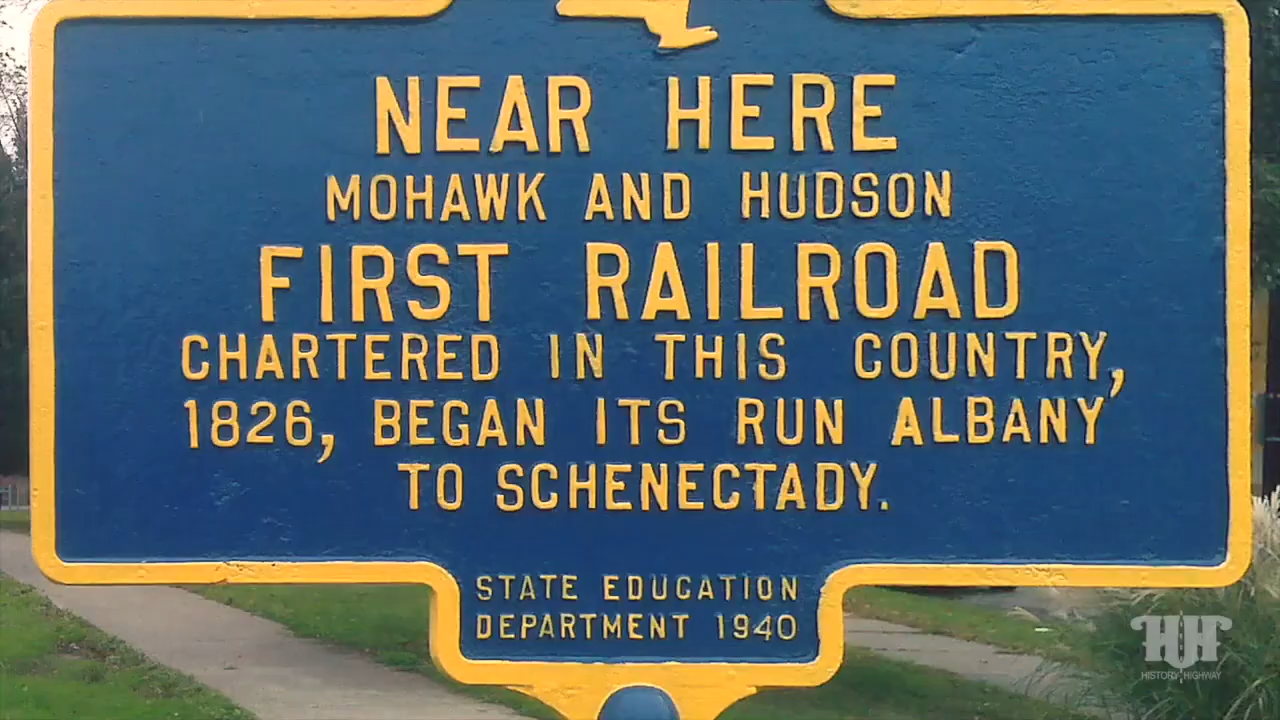 NEAR HERE
MOHAWK AND HUDSON
FIRST RAILROAD
CHARTERED IN THIS COUNTRY,
1826, BEGAN ITS RUN ALBANY
TO SCHENECTADY.
STATE EDUCATION
DEPARTMENT 1940
HH
HISTORY HIGHWAY